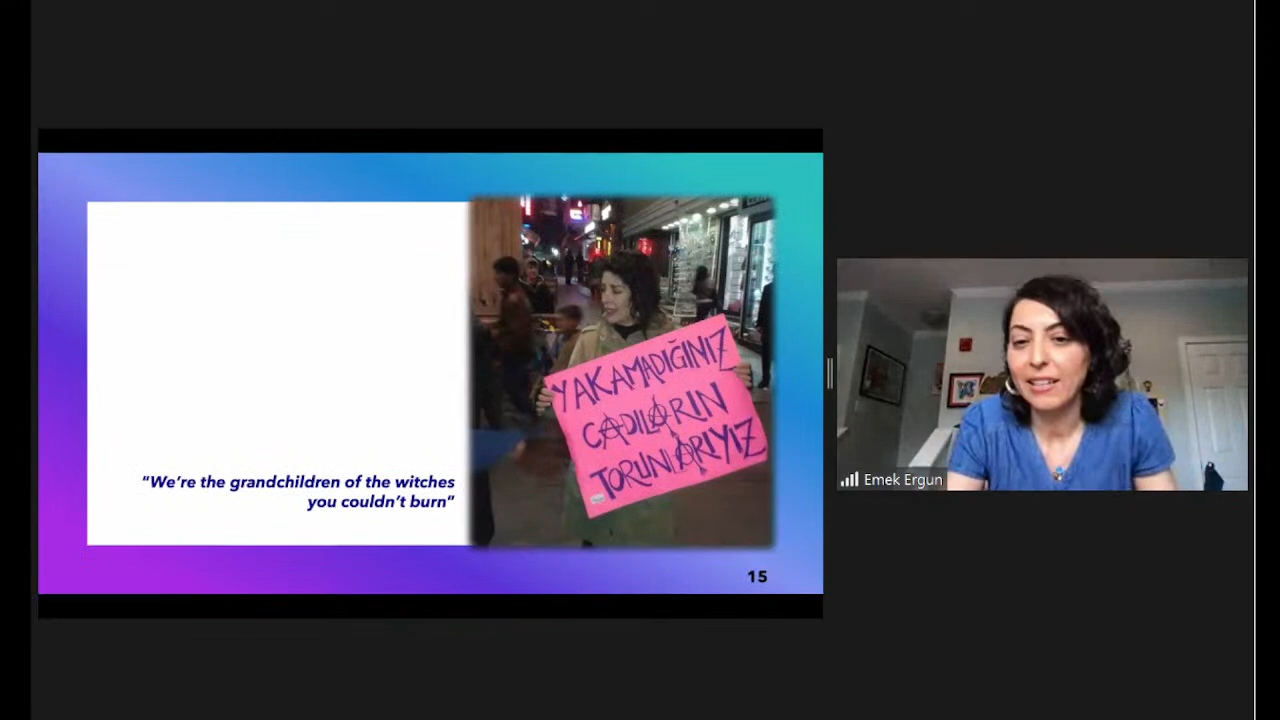 "We're the grandchildren of the witches
you couldn't burn"
YAKAMADIĞINIZ
CADILARIN
TORUNLARIYIZ
15
Emek Ergun